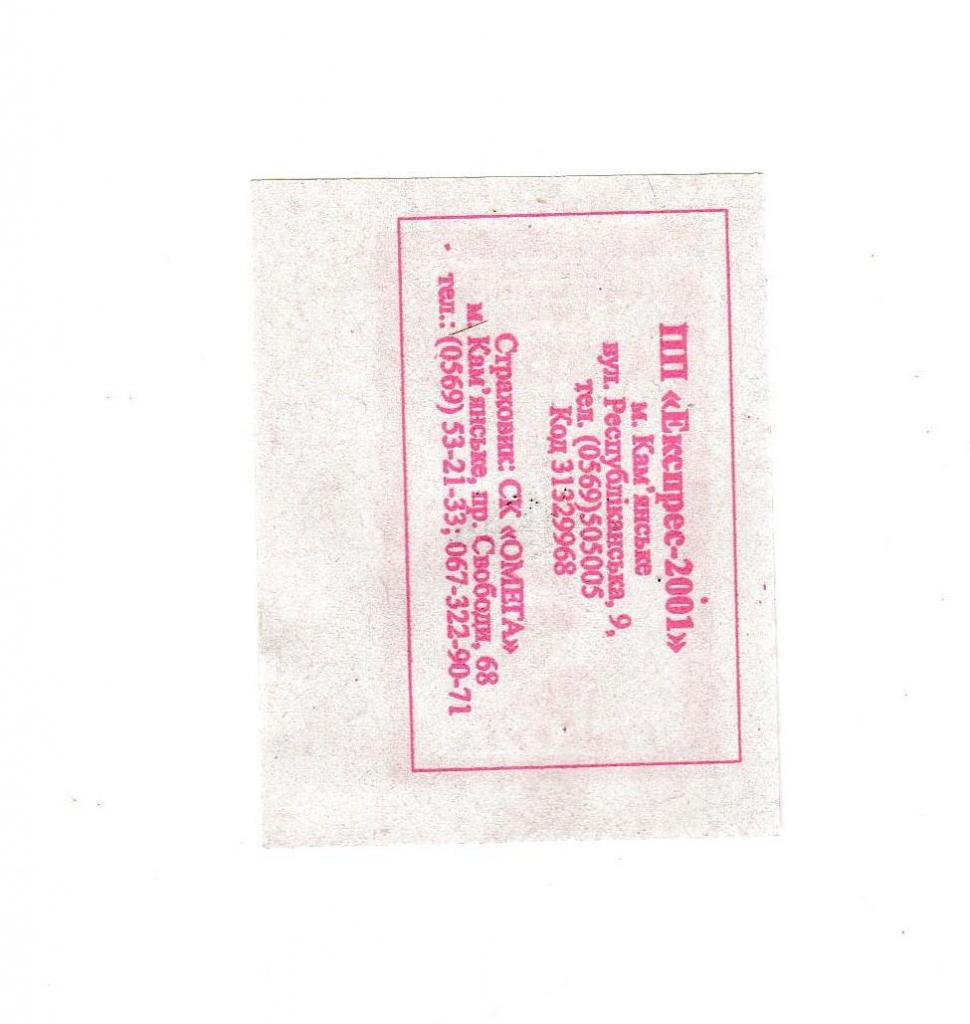 ПП «Експрес-2001»
м. Кам'янське
вул. Республіканська, 9,
тел. (0569)505005
Код 31329968
Страховик: СК «ОМЕГА»
м. Кам'янське, пр. Свободи, 68
тел.: (0569) 53-21-33; 067-322-90-71